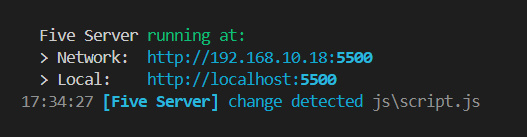 Five Server running at:
> Network: http://192.168.10.18:5500
> Local: http://localhost:5500
17:34:27 [Five Server] change detected js\script.js